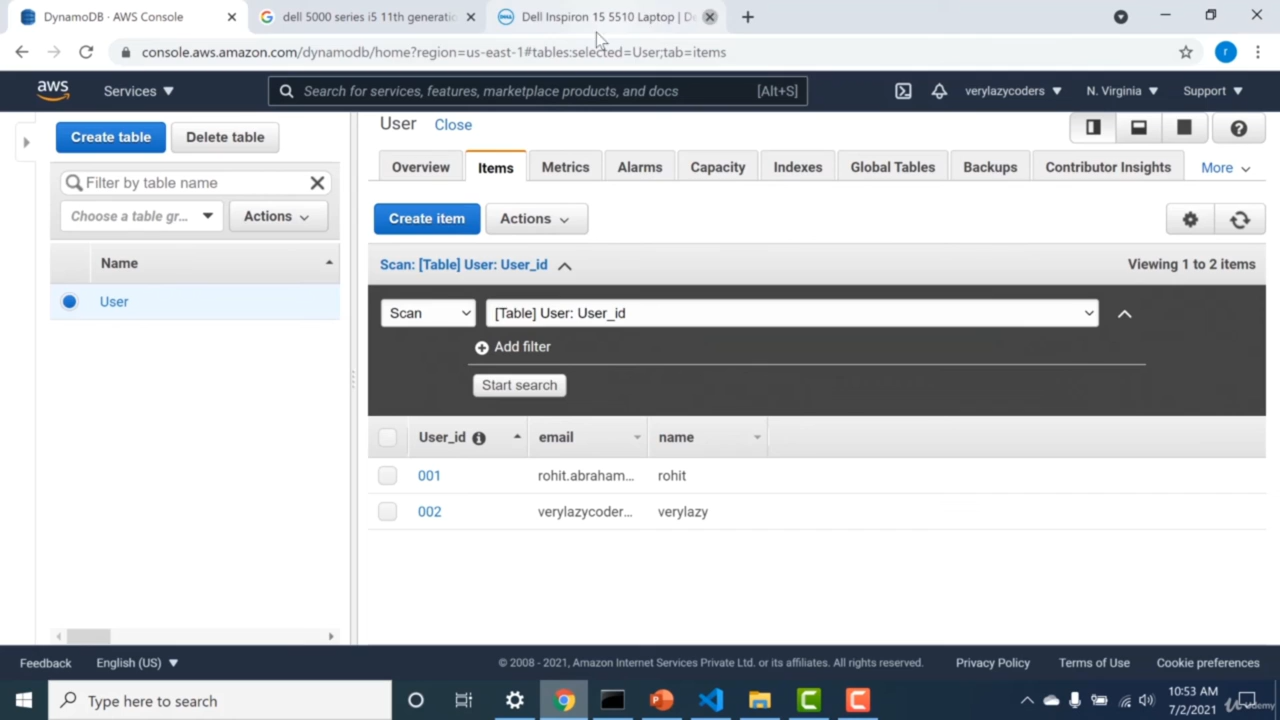 DynamoDB · AWS Console
dell 5000 series i5 11th generatio
Dell Inspiron 15 5510 Laptop | De
console.aws.amazon.com/dynamodb/home?region=us-east-1#tables:selected=User;tab=items
r
aws
Services
Search for services, features, marketplace products, and docs
[Alt+S]
verylazycoders
N. Virginia
Support
Create table
Delete table
User
Close
Filter by table name
Overview
Items
Metrics
Alarms
Capacity
Indexes
Global Tables
Backups
Contributor Insights
More
Choose a table gr...
Actions
Create item
Actions
Name
Scan: [Table] User: User_id
Viewing 1 to 2 items
User
Scan
[Table] User: User_id
Add filter
Start search
User_id
email
name
001
rohit.abraham...
rohit
002
verylazycoder...
verylazy
Feedback
English (US)
© 2008 - 2021, Amazon Internet Services Private Ltd. or its affiliates. All rights reserved.
Privacy Policy
Terms of Use
Cookie preferences
Type here to search
10:53 AM
7/2/2021
Udemy